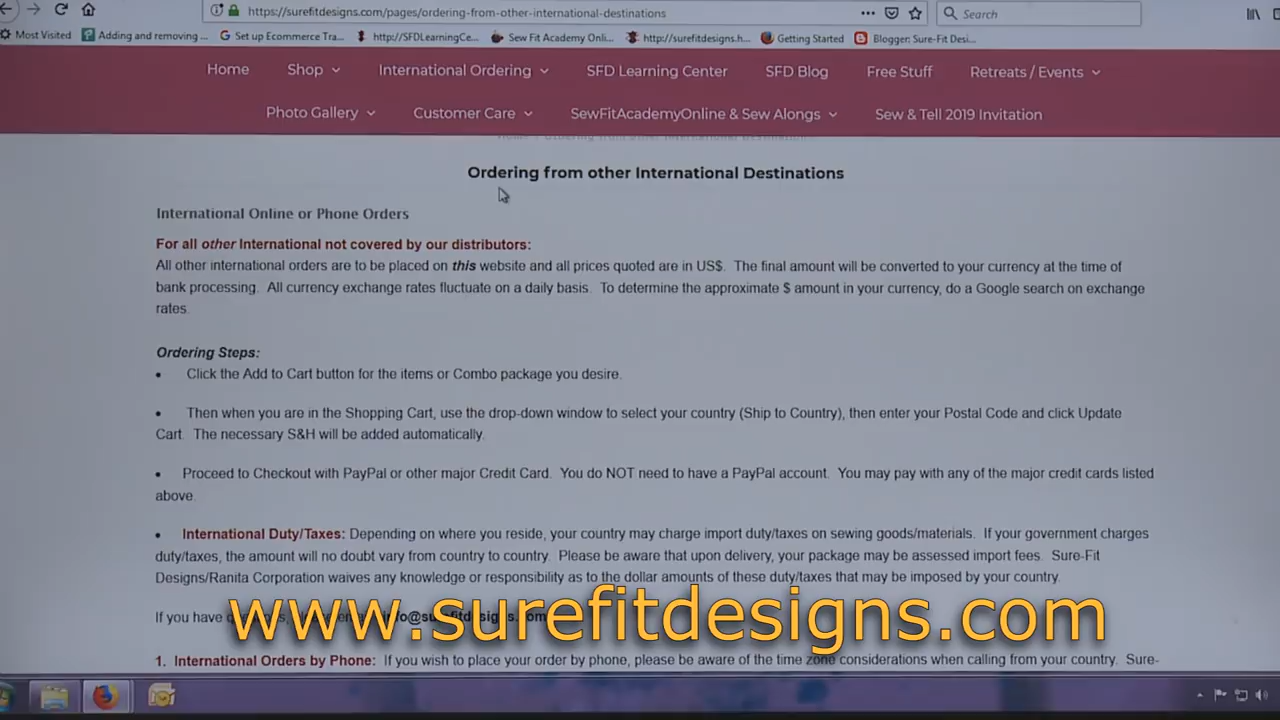 https://surefitdesigns.com/pages/ordering-from-other-international-destinations
Search
Most Visited
Adding and removing ...
Set up Ecommerce Tra...
http://SFDLearningCe...
Sew Fit Academy Onli...
http://surefitdesigns.h...
Getting Started
Blogger: Sure-Fit Desi...
Home
Shop
International Ordering
SFD Learning Center
SFD Blog
Free Stuff
Retreats / Events
Photo Gallery
Customer Care
SewFitAcademyOnline & Sew Alongs
Sew & Tell 2019 Invitation
Ordering from other International Destinations
International Online or Phone Orders
For all other International not covered by our distributors:
All other international orders are to be placed on this website and all prices quoted are in US$. The final amount will be converted to your currency at the time of
bank processing. All currency exchange rates fluctuate on a daily basis. To determine the approximate $ amount in your currency, do a Google search on exchange
rates.
Ordering Steps:
• Click the Add to Cart button for the items or Combo package you desire.
• Then when you are in the Shopping Cart, use the drop-down window to select your country (Ship to Country), then enter your Postal Code and click Update
Cart. The necessary S&H will be added automatically.
• Proceed to Checkout with PayPal or other major Credit Card. You do NOT need to have a PayPal account. You may pay with any of the major credit cards listed
above.
• International Duty/Taxes: Depending on where you reside, your country may charge import duty/taxes on sewing goods/materials. If your government charges
duty/taxes, the amount will no doubt vary from country to country. Please be aware that upon delivery, your package may be assessed import fees. Sure-Fit
Designs/Ranita Corporation waives any knowledge or responsibility as to the dollar amounts of these duty/taxes that may be imposed by your country.
If you have
www.surefitdesigns.com
1. International Orders by Phone: If you wish to place your order by phone, please be aware of the time zone considerations when calling from your country. Sure-